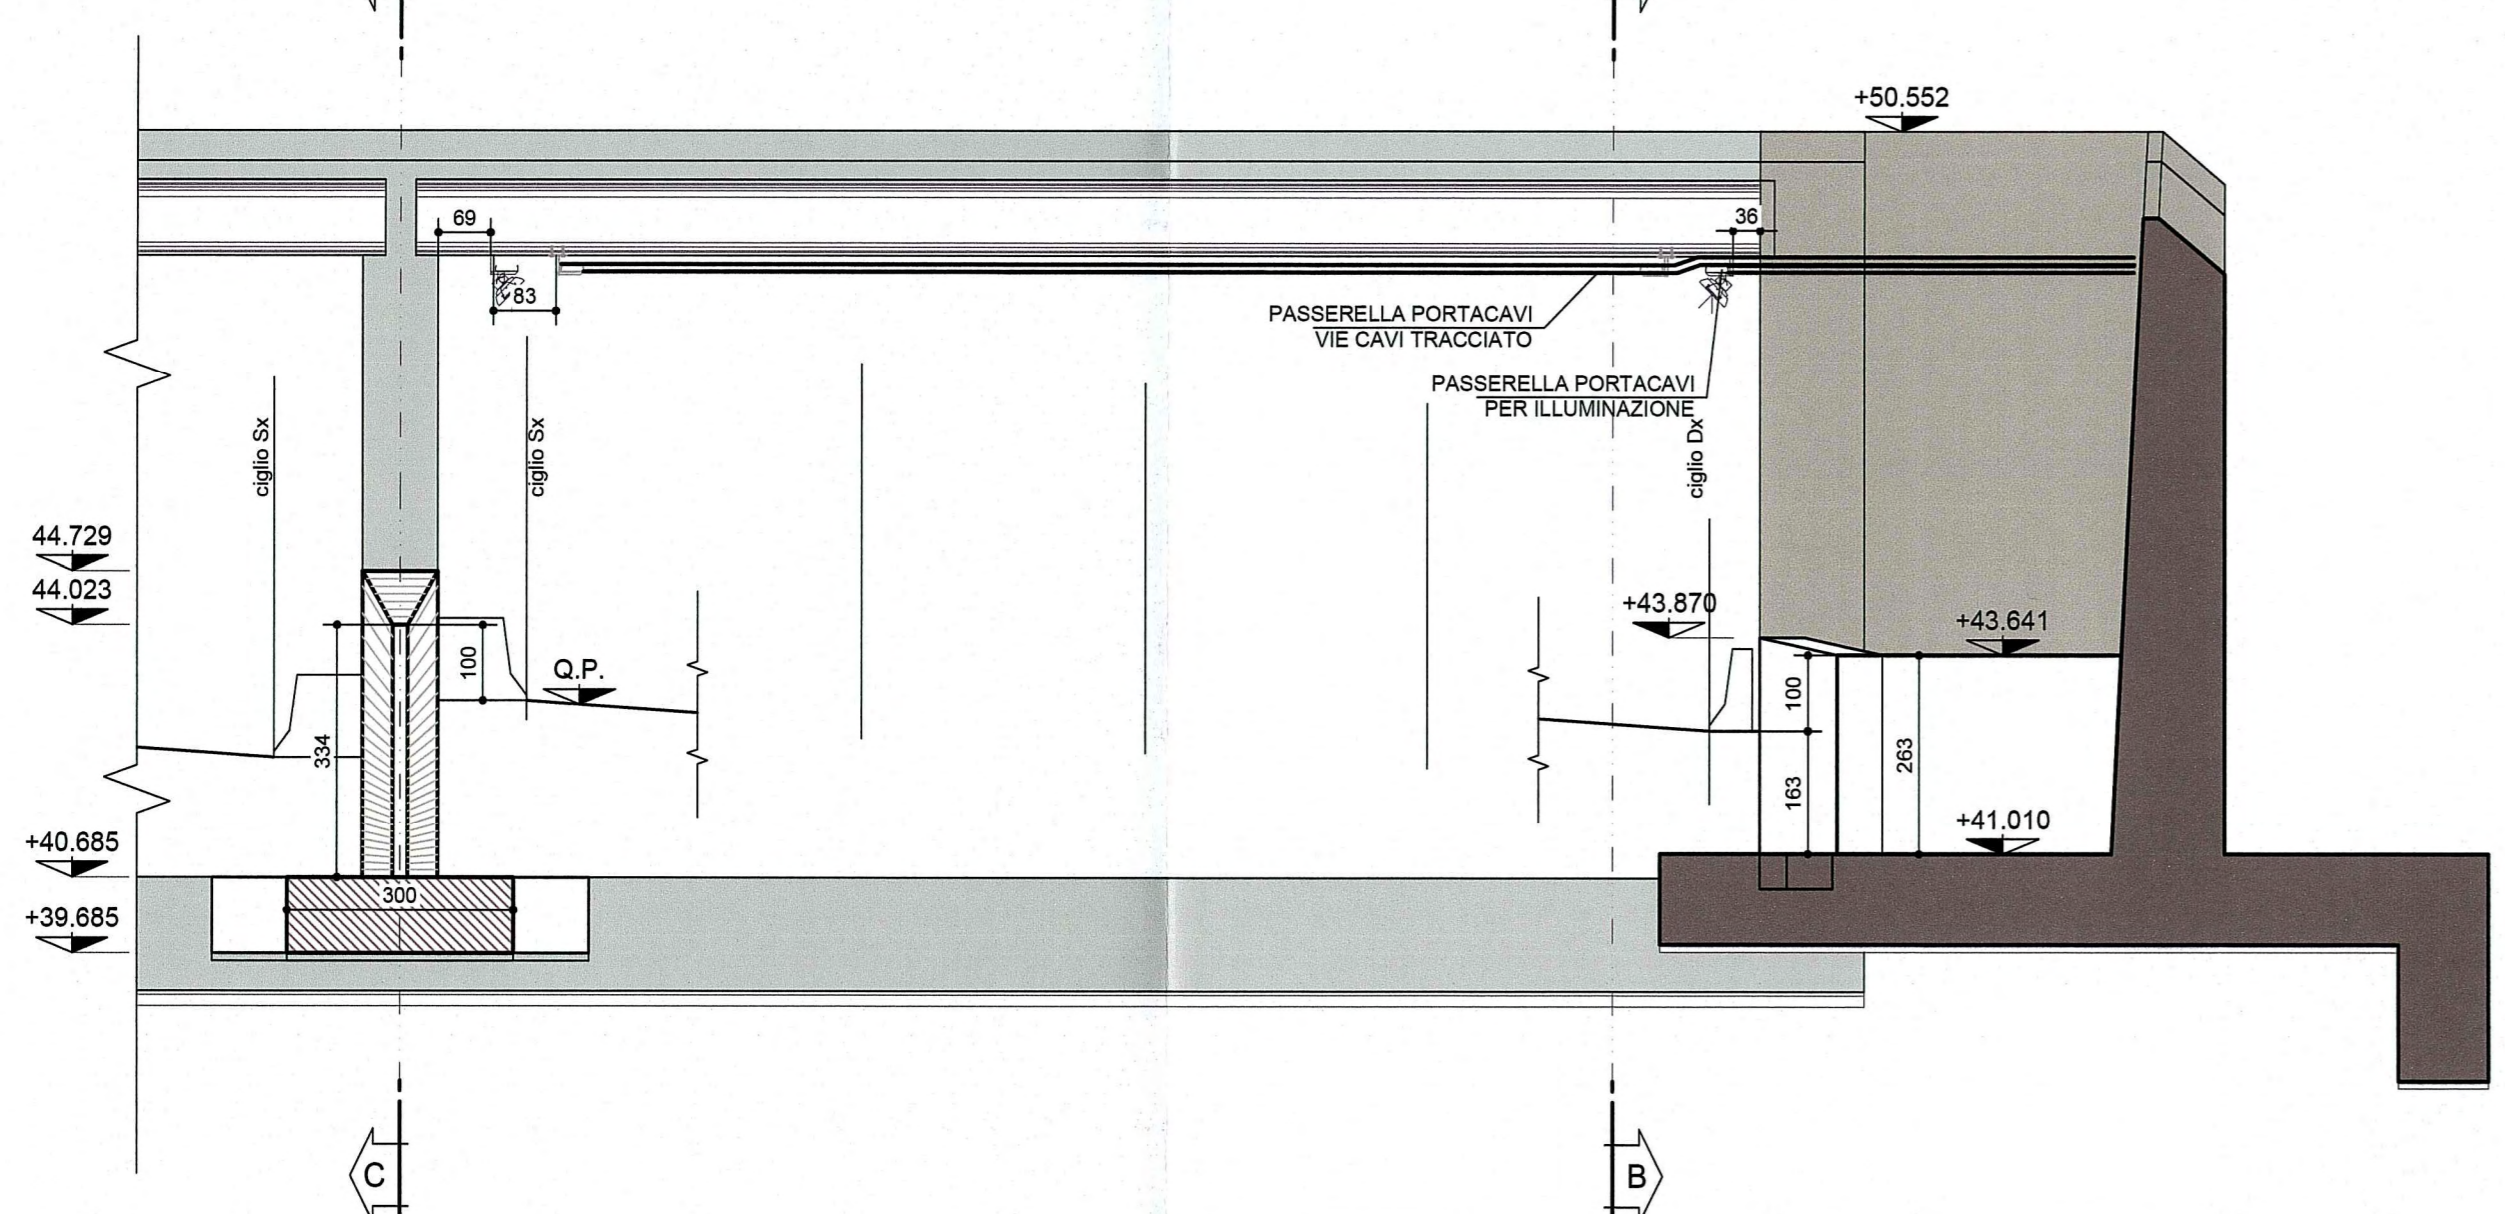 +50.552
69
36
83
PASSERELLA PORTACAVI
VIE CAVI TRACCIATO
PASSERELLA PORTACAVI
PER ILLUMINAZIONE
ciglio Sx
ciglio Sx
ciglio Dx
44.729
44.023
+43.870
+43.641
100
Q.P.
100
334
263
163
+41.010
+40.685
300
+39.685
C
B